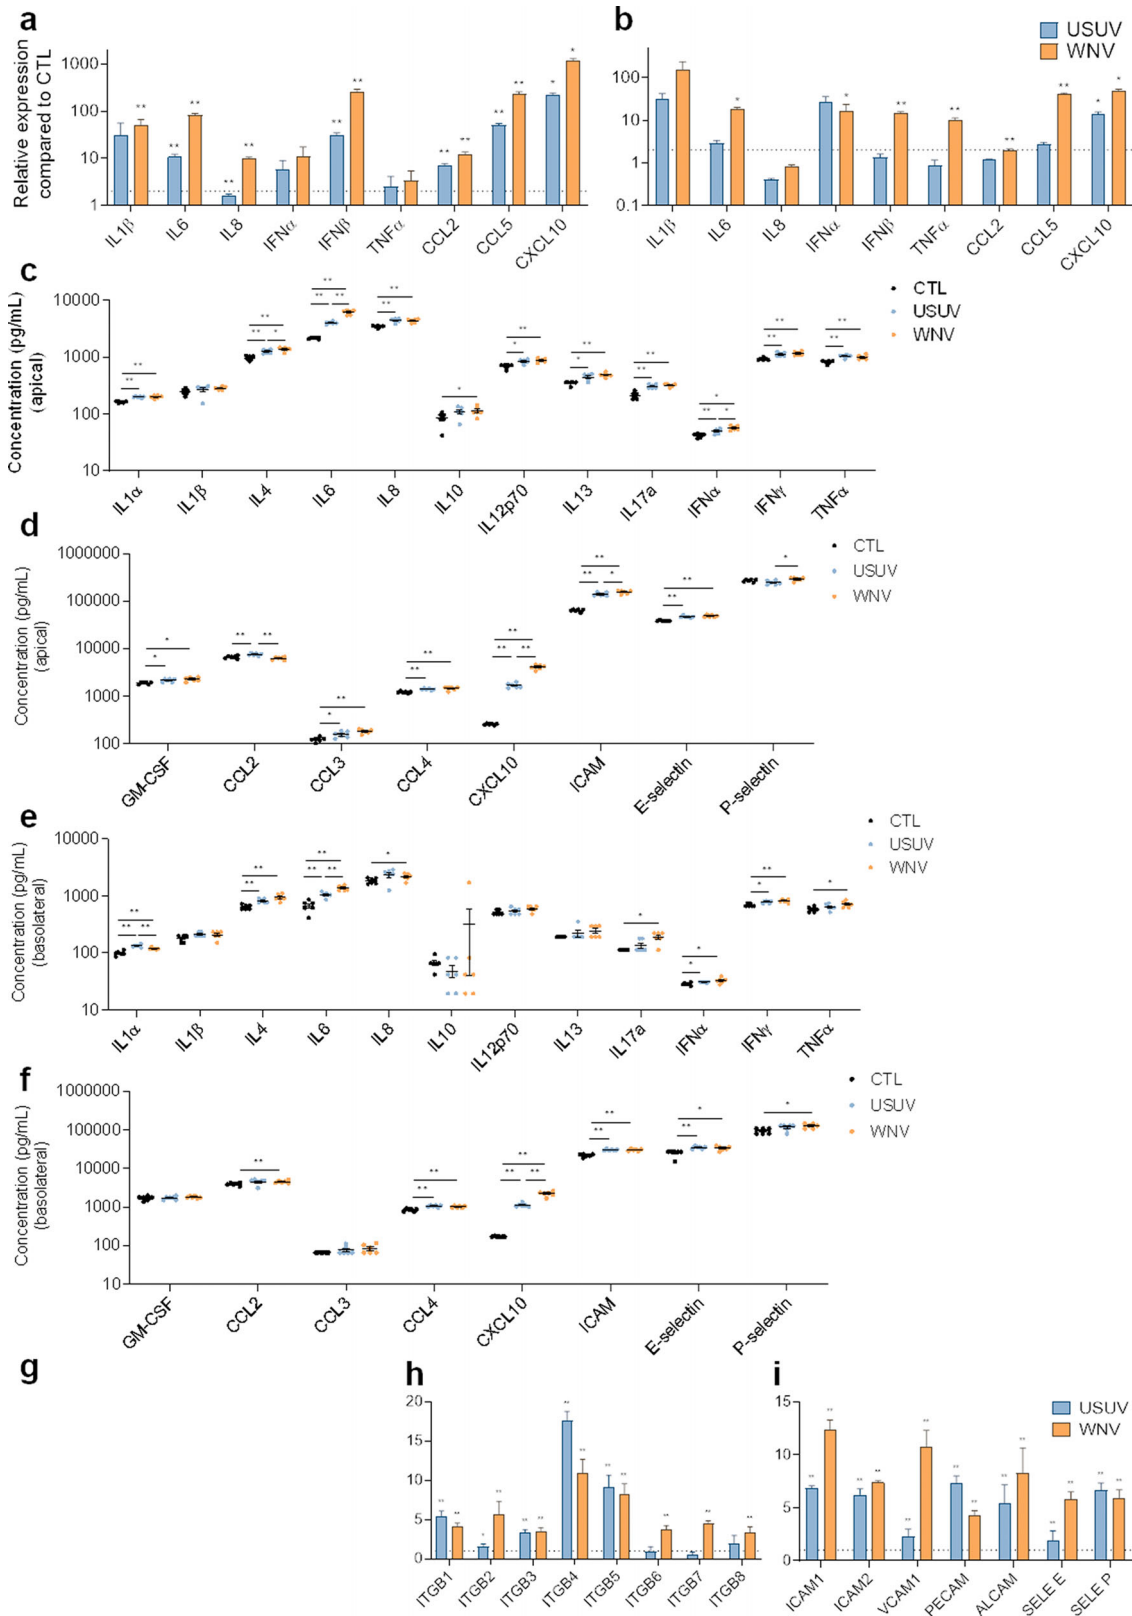 a
b
USUV
WNV
Relative expression
compared to CTL
1000
100
10
1
** ** ** ** ** ** ** ** ** ** ** * *
IL1β IL6 IL8 IFNα IFNβ TNFα CCL2 CCL5 CXCL10
100
10
1
0.1
* * ** ** ** ** * *
IL1β IL6 IL8 IFNα IFNβ TNFα CCL2 CCL5 CXCL10
c
Concentration (pg/mL)
(apical)
10000
1000
100
10
CTL
USUV
WNV
IL1α IL1β IL4 IL6 IL8 IL10 IL12p70 IL13 IL17a IFNα IFNγ TNFα
d
Concentration (pg/mL)
(apical)
1000000
100000
10000
1000
100
CTL
USUV
WNV
GM-CSF CCL2 CCL3 CCL4 CXCL10 ICAM E-selectin P-selectin
e
Concentration (pg/mL)
(basolateral)
10000
1000
100
10
CTL
USUV
WNV
IL1α IL1β IL4 IL6 IL8 IL10 IL12p70 IL13 IL17a IFNα IFNγ TNFα
f
Concentration (pg/mL)
(basolateral)
1000000
100000
10000
1000
100
10
CTL
USUV
WNV
GM-CSF CCL2 CCL3 CCL4 CXCL10 ICAM E-selectin P-selectin
g
h
20
15
10
5
0
ITGB1 ITGB2 ITGB3 ITGB4 ITGB5 ITGB6 ITGB7 ITGB8
i
15
10
5
0
USUV
WNV
ICAM1 ICAM2 VCAM1 PECAM ALCAM SELE E SELE P